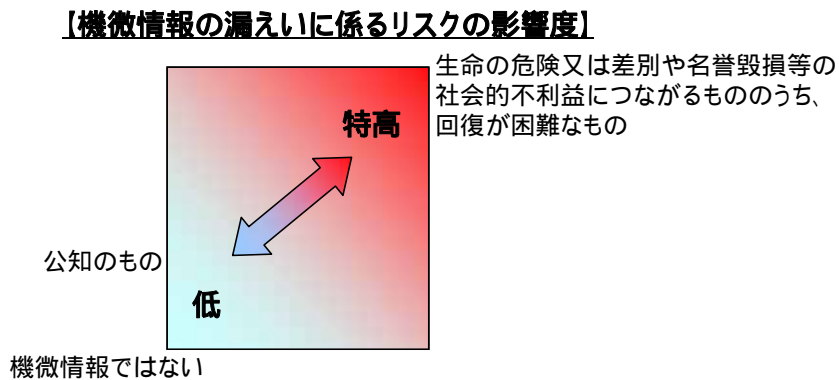 【機微情報の漏えいに係るリスクの影響度】
生命の危険又は差別や名誉毀損等の
社会的不利益につながるもののうち、
回復が困難なもの
特高
公知のもの
低
機微情報ではない